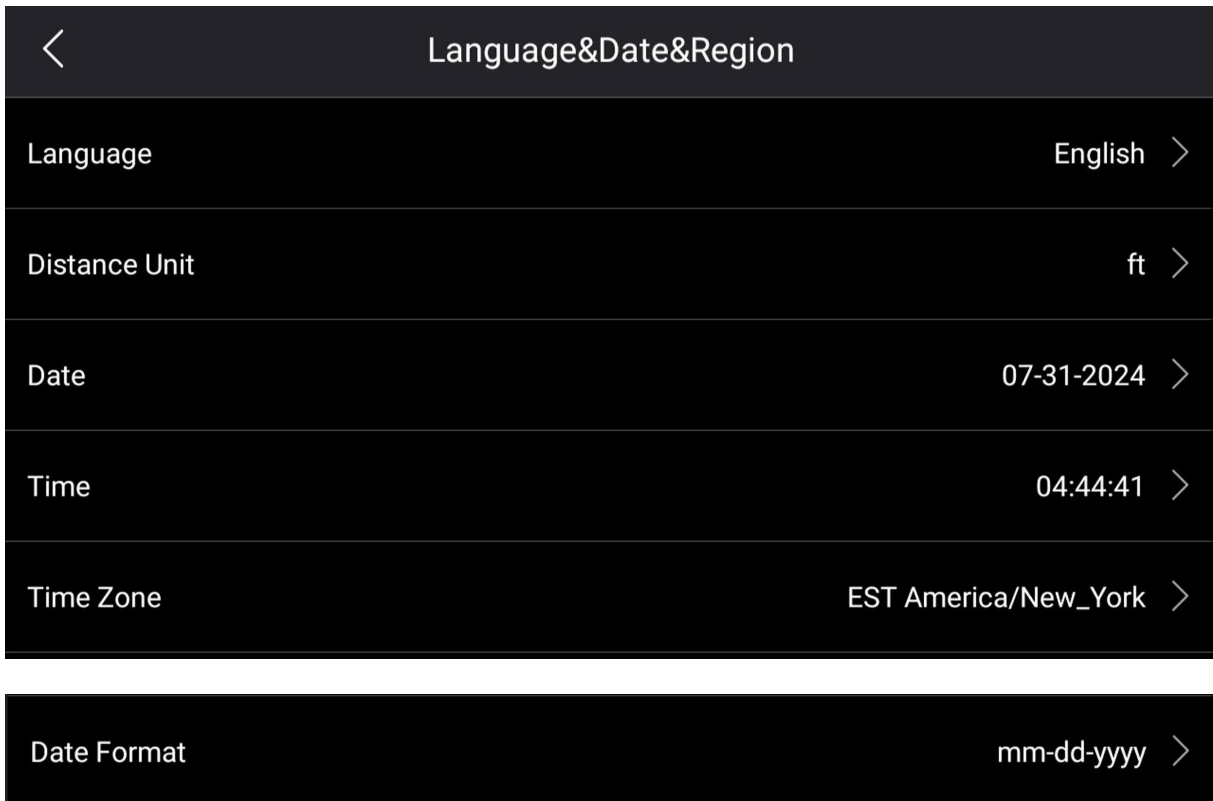 Language&Date&Region
Language English
Distance Unit ft
Date 07-31-2024
Time 04:44:41
Time Zone EST America/New_York
Date Format mm-dd-yyyy